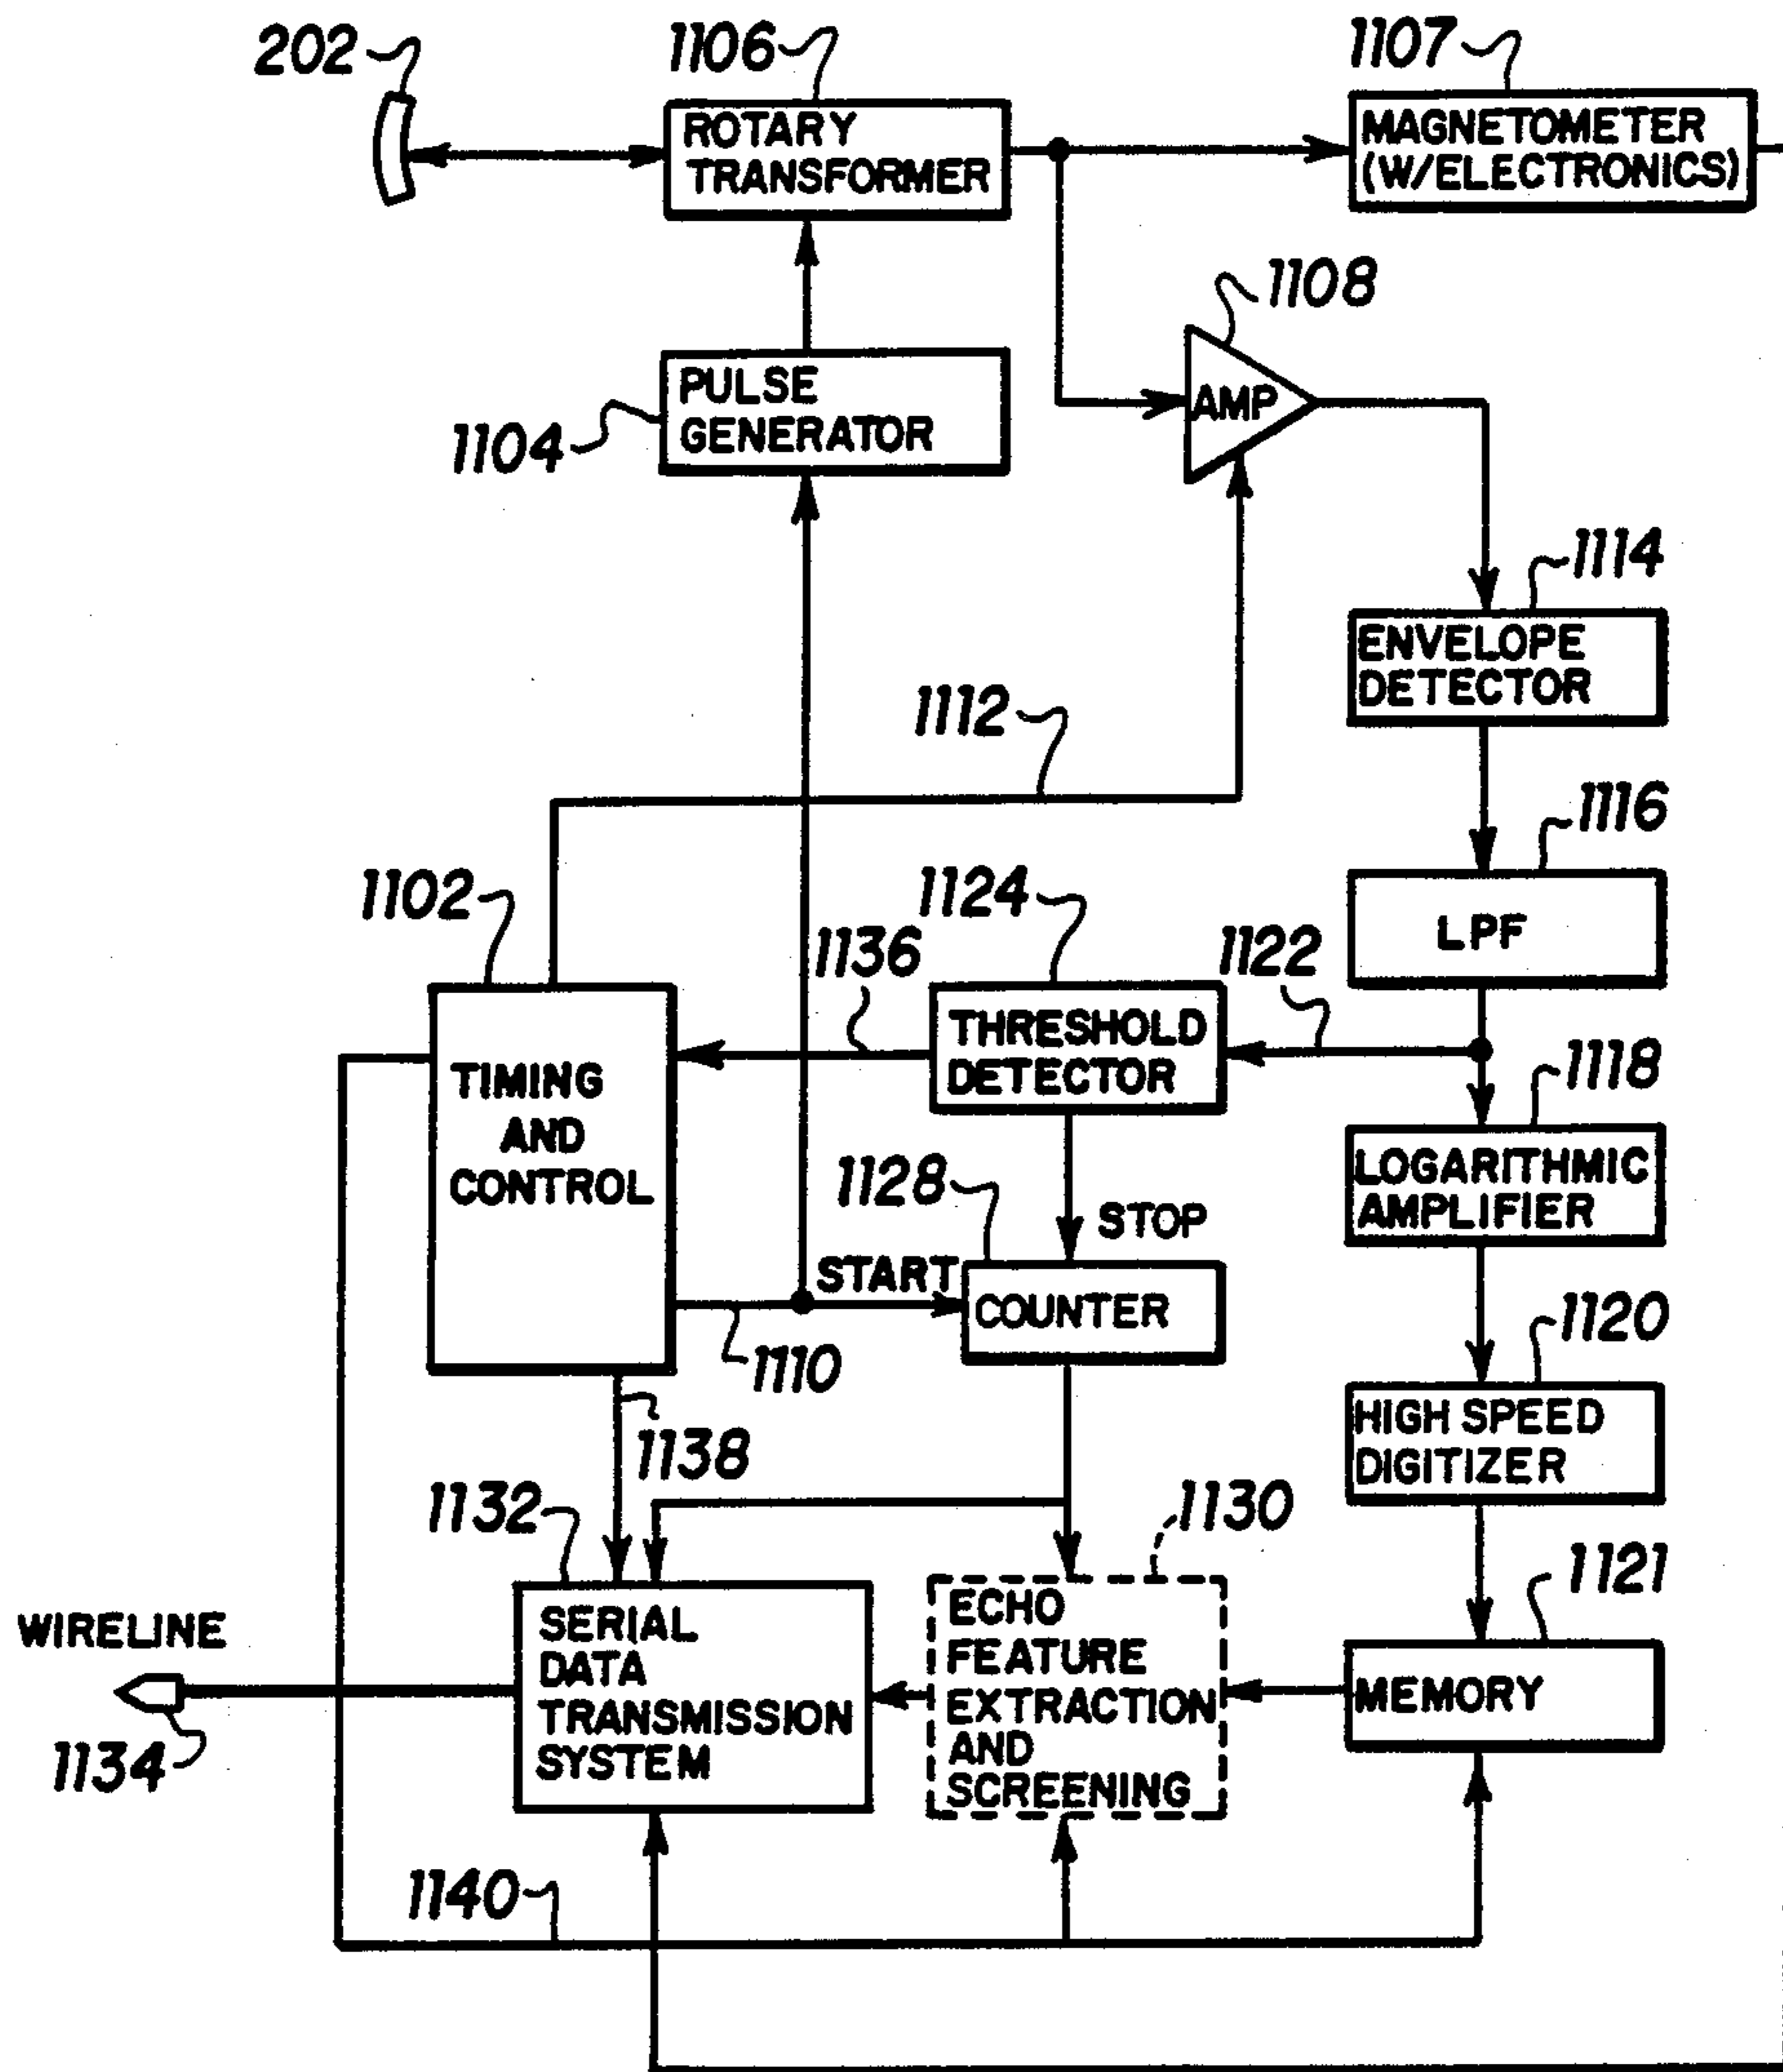 202
1106
1107
ROTARY
TRANSFORMER
MAGNETOMETER
(W/ELECTRONICS)
1108
PULSE
GENERATOR
1104
AMP
1114
ENVELOPE
DETECTOR
1112
1116
LPF
1102
1124
1136
1122
TIMING
AND
CONTROL
THRESHOLD
DETECTOR
1118
LOGARITHMIC
AMPLIFIER
1128
STOP
START
COUNTER
1110
1120
HIGH SPEED
DIGITIZER
1138
1132
1130
1121
WIRELINE
SERIAL
DATA
TRANSMISSION
SYSTEM
ECHO
FEATURE
EXTRACTION
AND
SCREENING
MEMORY
1134
1140